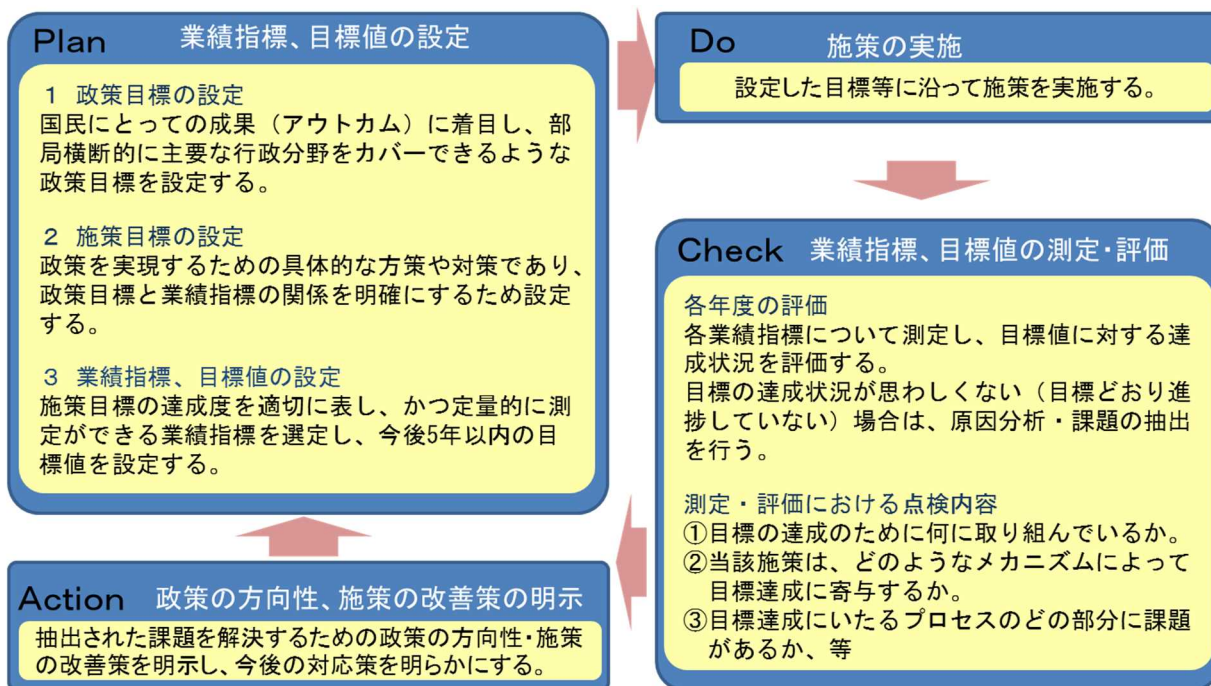 Plan 業績指標、目標値の設定
1 政策目標の設定
国民にとっての成果（アウトカム）に着目し、部
局横断的に主要な行政分野をカバーできるような
政策目標を設定する。
2 施策目標の設定
政策を実現するための具体的な方策や対策であり、
政策目標と業績指標の関係を明確にするため設定
する。
3 業績指標、目標値の設定
施策目標の達成度を適切に表し、かつ定量的に測
定ができる業績指標を選定し、今後5年以内の目
標値を設定する。
Do 施策の実施
設定した目標等に沿って施策を実施する。
Check 業績指標、目標値の測定・評価
各年度の評価
各業績指標について測定し、目標値に対する達
成状況を評価する。
目標の達成状況が思わしくない（目標どおり進
捗していない）場合は、原因分析・課題の抽出
を行う。
測定・評価における点検内容
①目標の達成のために何に取り組んでいるか。
②当該施策は、どのようなメカニズムによって
目標達成に寄与するか。
③目標達成にいたるプロセスのどの部分に課題
があるか、等
Action 政策の方向性、施策の改善策の明示
抽出された課題を解決するための政策の方向性・施策
の改善策を明示し、今後の対応策を明らかにする。